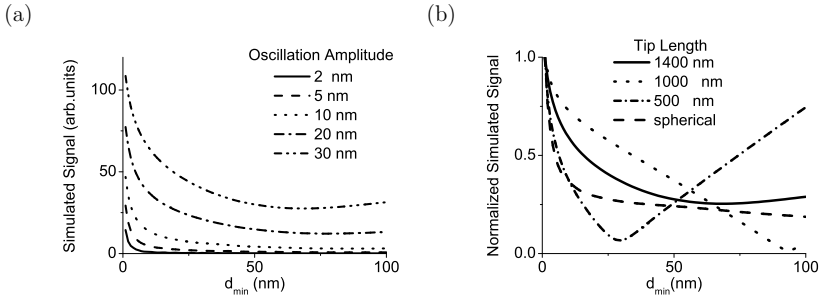 (a)
Simulated Signal (arb.units)
100
50
0
0
50
100
d_min (nm)
Oscillation Amplitude
2 nm
5 nm
10 nm
20 nm
30 nm
(b)
Normalized Simulated Signal
1.0
0.5
0.0
0
50
100
d_min(nm)
Tip Length
1400 nm
1000 nm
500 nm
spherical